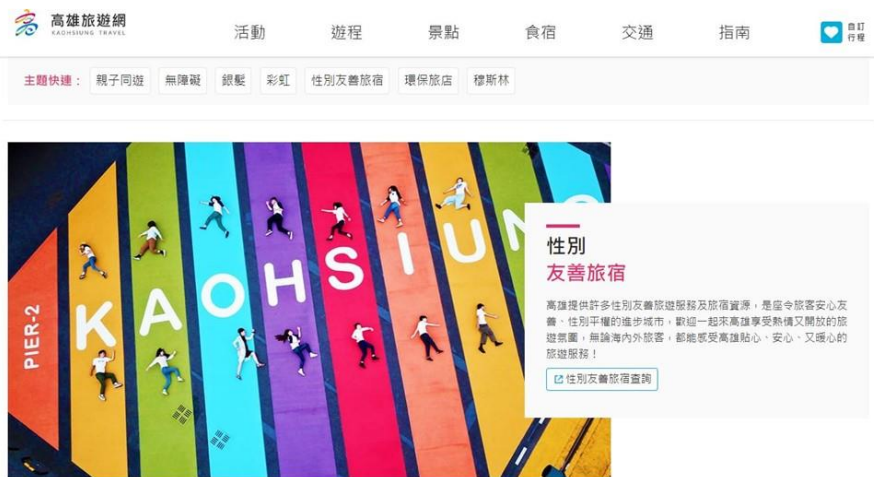 高雄旅遊網
KAOHSIUNG TRAVEL
活動 遊程 景點 食宿 交通 指南
自訂
行程
主題快速： 親子同遊 無障礙 銀髮 彩虹 性別友善旅宿 環保旅店 穆斯林
PIER-2
KAOHSIUN
性別
友善旅宿
高雄提供許多性別友善旅遊服務及旅宿資源，是座令旅客安心友
善、性別平權的進步城市，歡迎一起來高雄享受熱情又開放的旅
遊氛圍，無論海內外旅客，都能感受高雄貼心、安心、又暖心的
旅遊服務！
性別友善旅宿查詢